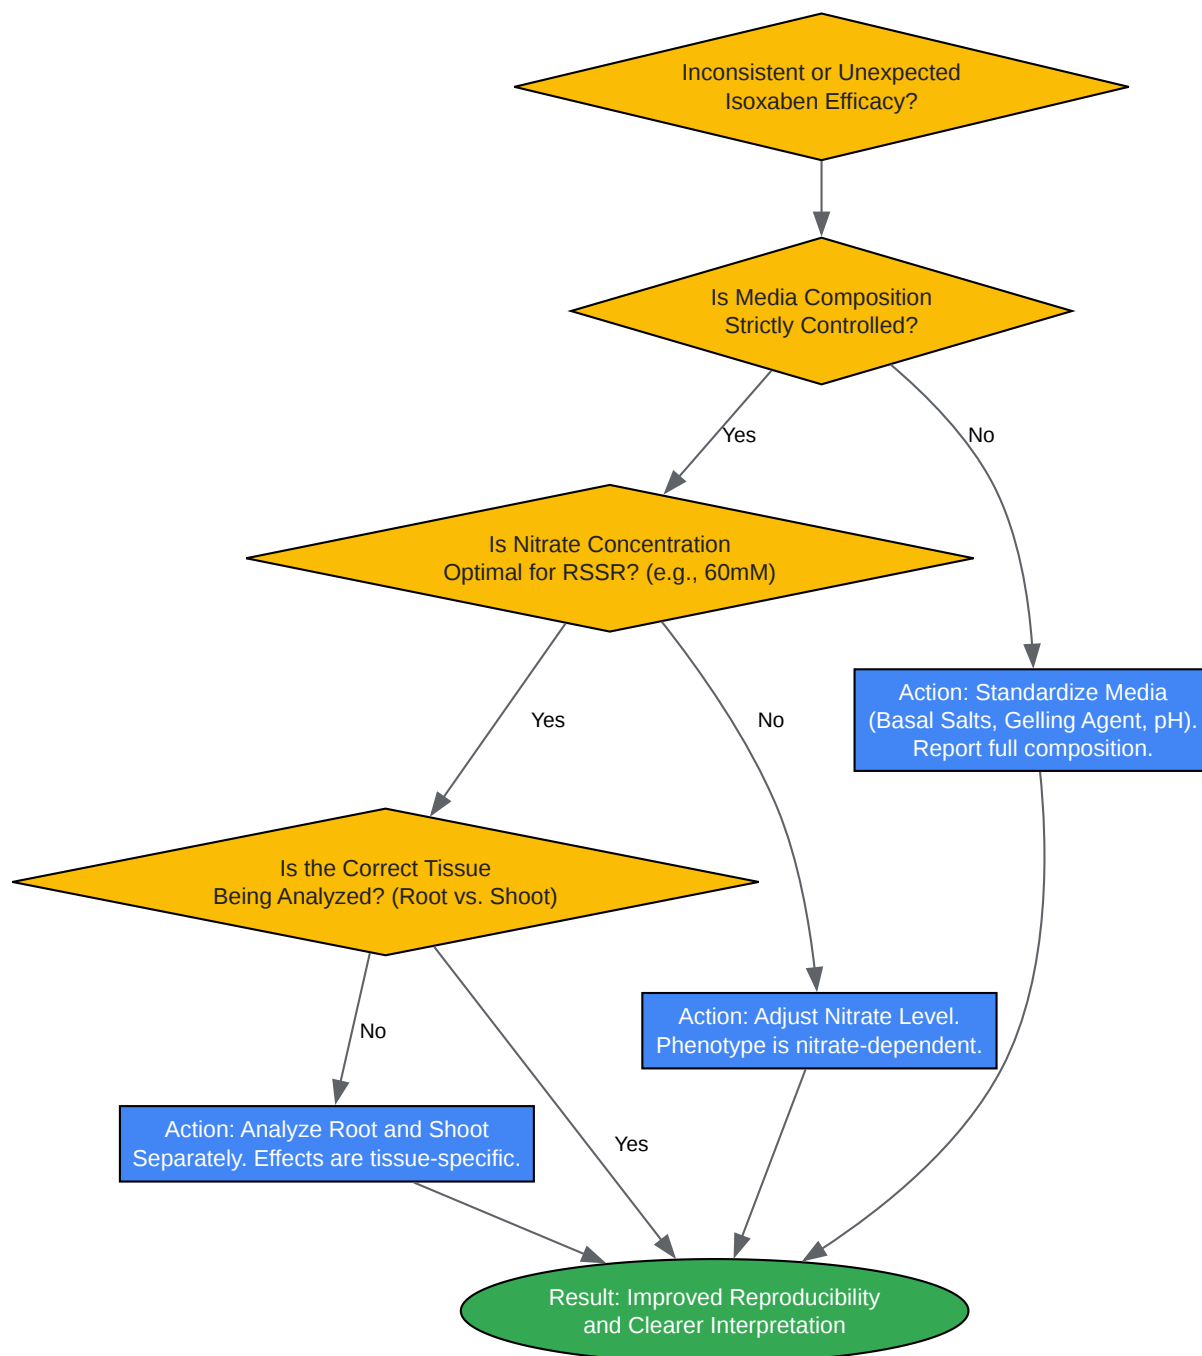 Inconsistent or Unexpected
Isoxaben Efficacy?
Is Media Composition
Strictly Controlled?
Yes
No
Is Nitrate Concentration
Optimal for RSSR? (e.g., 60mM)
Action: Standardize Media
(Basal Salts, Gelling Agent, pH).
Report full composition.
Yes
No
Is the Correct Tissue
Being Analyzed? (Root vs. Shoot)
Action: Adjust Nitrate Level.
Phenotype is nitrate-dependent.
No
Yes
Action: Analyze Root and Shoot
Separately. Effects are tissue-specific.
Result: Improved Reproducibility
and Clearer Interpretation